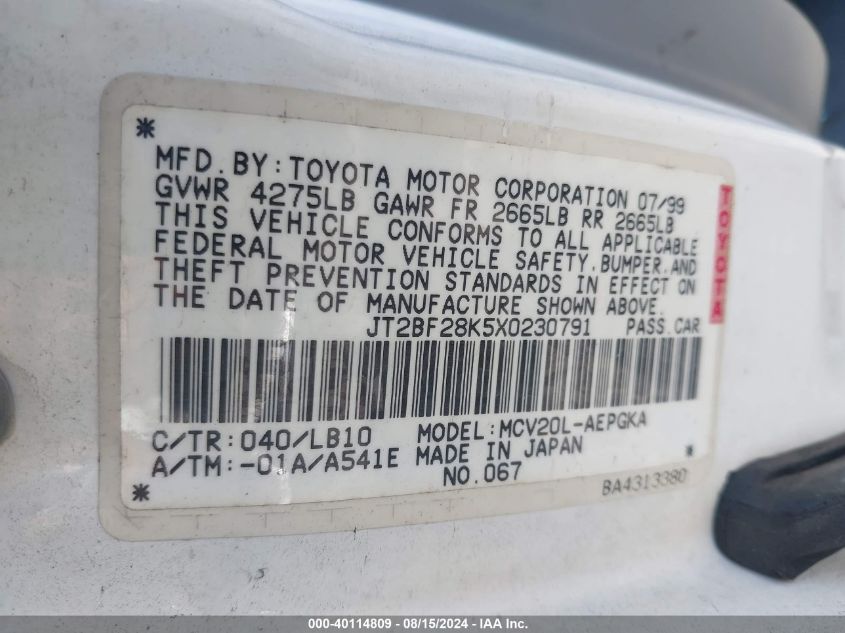 MFD. BY: TOYOTA MOTOR CORPORATION 07/99
GVWR 4275LB GAWR FR 2665LB RR 2665LB
THIS VEHICLE CONFORMS TO ALL APPLICABLE
FEDERAL MOTOR VEHICLE SAFETY, BUMPER, AND
THEFT PREVENTION STANDARDS IN EFFECT ON
THE DATE OF MANUFACTURE SHOWN ABOVE.
JT2BF28K5X0230791 PASS. CAR
TOYOTA
C/TR: 040/LB10 MODEL: MCV20L-AEPGKA
A/TM: -01A/A541E MADE IN JAPAN
NO. 067
BA4313380
000-40114809 - 08/15/2024 - IAA Inc.